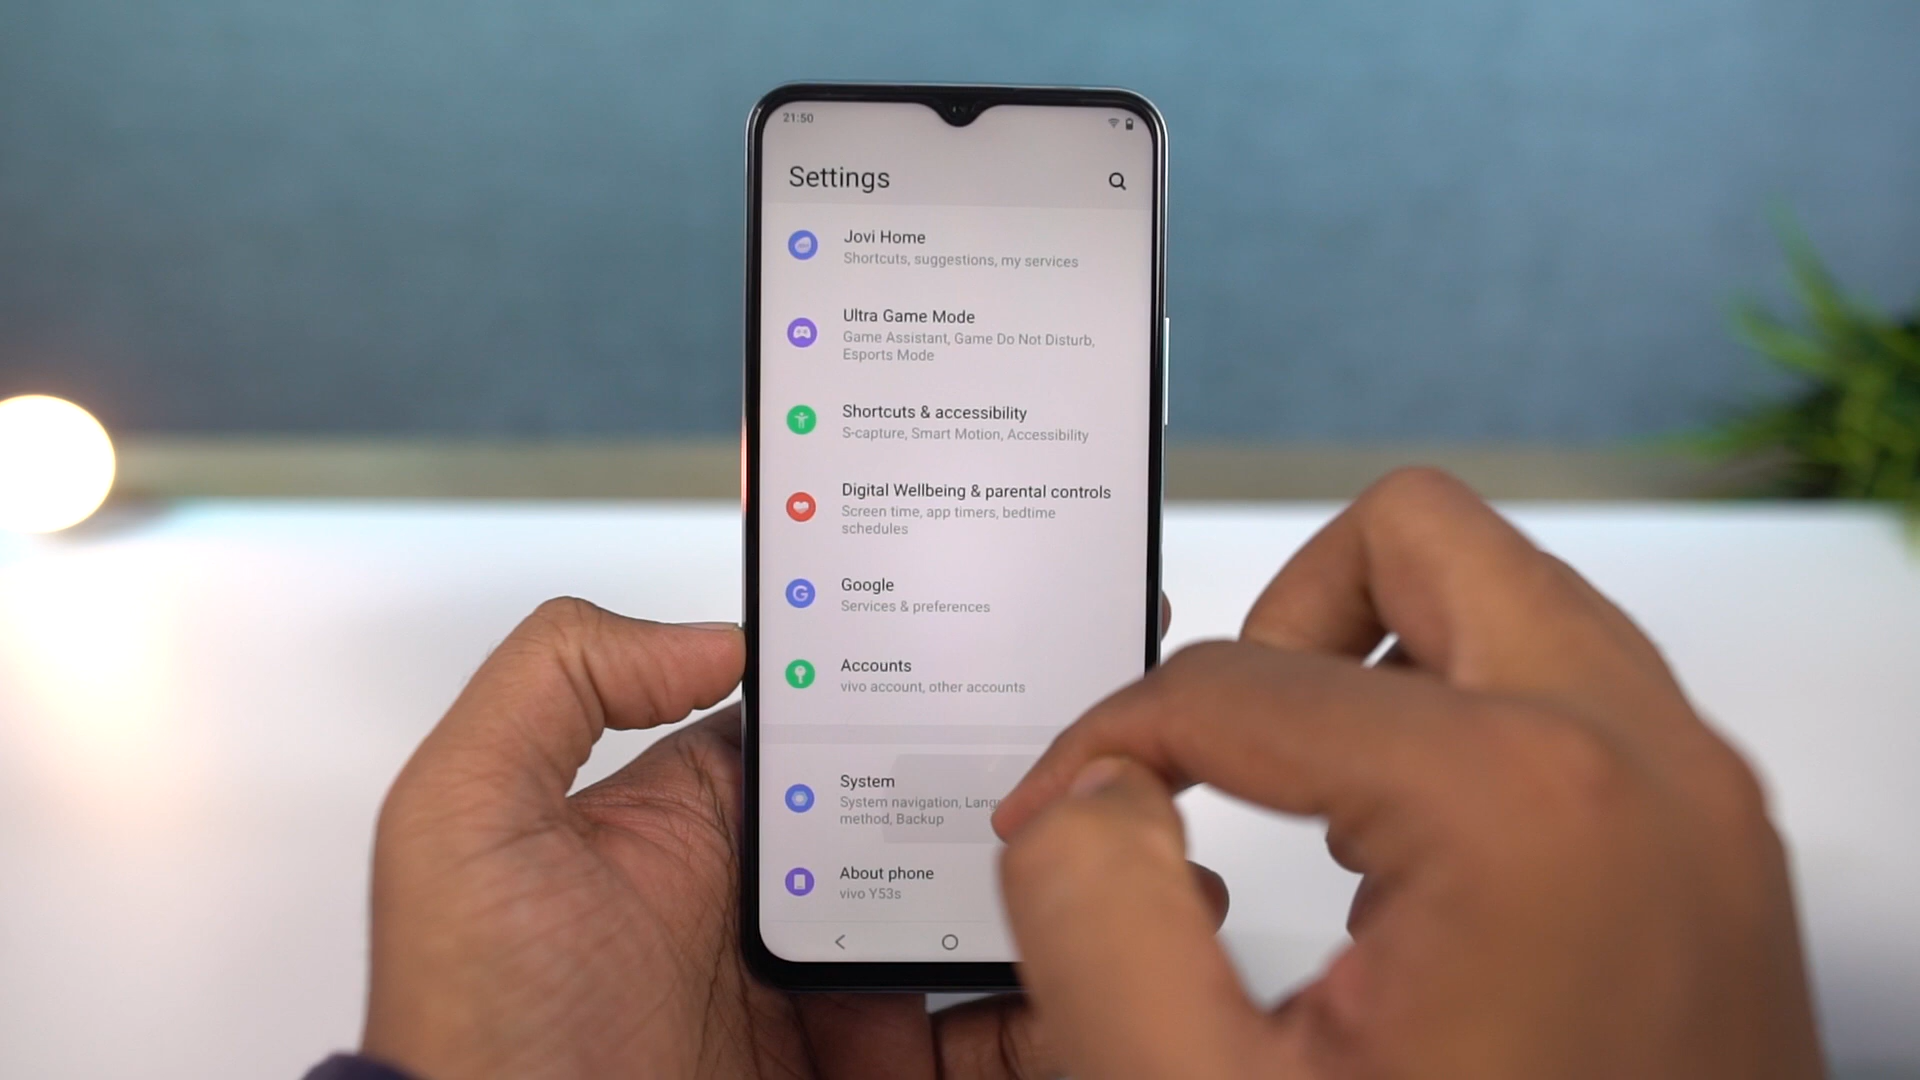 21:50
Settings
Jovi Home
Shortcuts, suggestions, my services
Ultra Game Mode
Game Assistant, Game Do Not Disturb,
Esports Mode
Shortcuts & accessibility
S-capture, Smart Motion, Accessibility
Digital Wellbeing & parental controls
Screen time, app timers, bedtime
schedules
Google
Services & preferences
Accounts
vivo account, other accounts
System
System navigation,
method, Backup
About phone
vivo Y53s